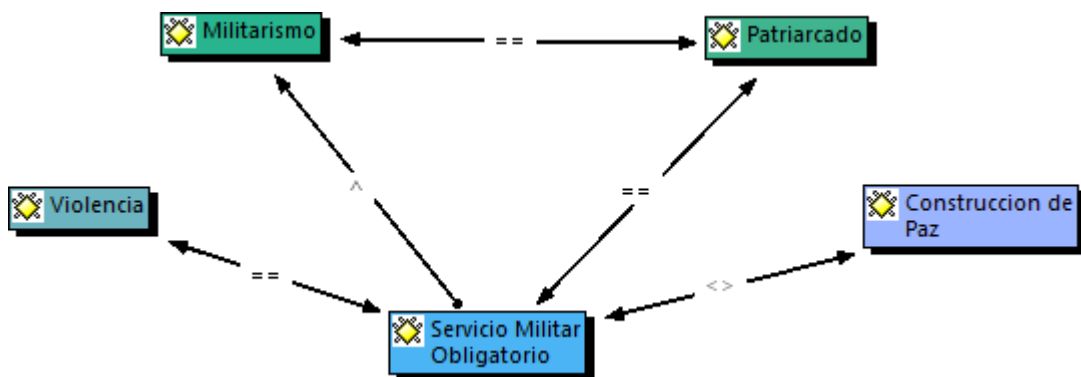 Militarismo
==
Patriarcado
^
==
Violencia
Construccion de
Paz
==
<>
Servicio Militar
Obligatorio